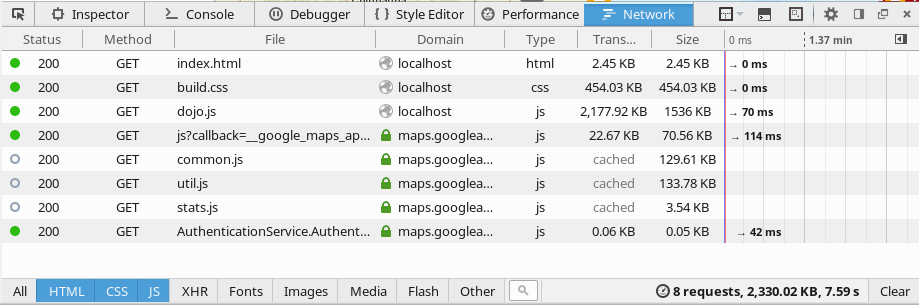 Inspector Console Debugger Style Editor Performance Network
Status Method File Domain Type Trans... Size 0 ms 1.37 min
200 GET index.html localhost html 2.45 KB 2.45 KB → 0 ms
200 GET build.css localhost css 454.03 KB 454.03 KB → 0 ms
200 GET dojo.js localhost js 2,177.92 KB 1536 KB → 70 ms
200 GET js?callback=__google_maps_ap... maps.googlea... js 22.67 KB 70.56 KB → 114 ms
200 GET common.js maps.googlea... js cached 129.61 KB
200 GET util.js maps.googlea... js cached 133.78 KB
200 GET stats.js maps.googlea... js cached 3.54 KB
200 GET AuthenticationService.Authent... maps.googlea... js 0.06 KB 0.05 KB → 42 ms
All HTML CSS JS XHR Fonts Images Media Flash Other 8 requests, 2,330.02 KB, 7.59 s Clear